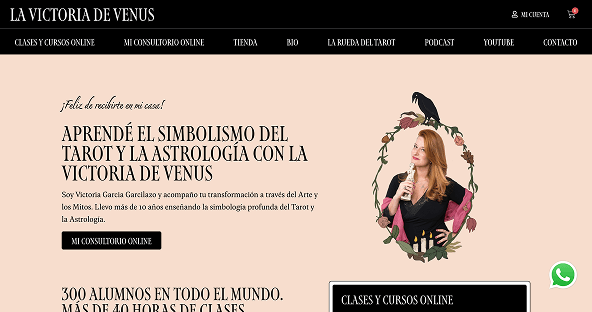 LA VICTORIA DE VENUS
MI CUENTA
CLASES Y CURSOS ONLINE
MI CONSULTORIO ONLINE
TIENDA
BIO
LA RUEDA DEL TAROT
PODCAST
YOUTUBE
CONTACTO
¡Feliz de recibirte en mi casa!
APRENDÉ EL SIMBOLISMO DEL
TAROT Y LA ASTROLOGÍA CON LA
VICTORIA DE VENUS
Soy Victoria Garcia Garcilazo y acompaño tu transformación a través del Arte y
los Mitos. Llevo más de 10 años enseñando la simbología profunda del Tarot y
la Astrología.
MI CONSULTORIO ONLINE
300 ALUMNOS EN TODO EL MUNDO.
MÁS DE 40 HORAS DE CLASES
CLASES Y CURSOS ONLINE